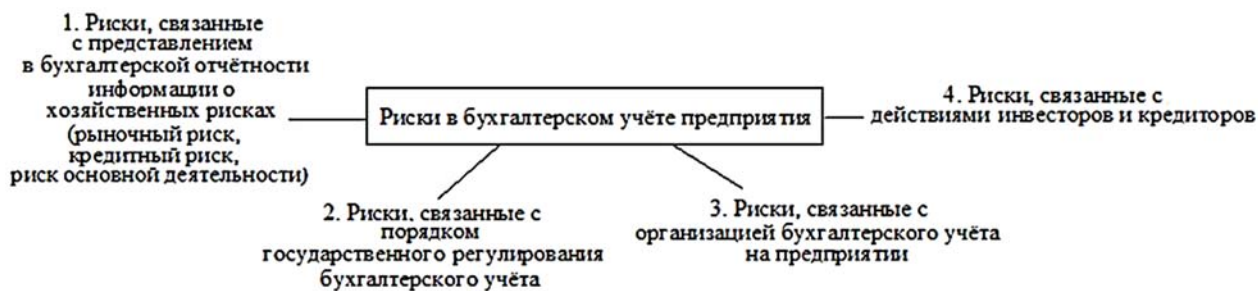 1. Риски, связанные
с представлением
в бухгалтерской отчётности
информации о
хозяйственных рисках
(рыночный риск,
кредитный риск,
риск основной деятельности)
Риски в бухгалтерском учёте предприятия
4. Риски, связанные с
действиями инвесторов и кредиторов
2. Риски, связанные с
порядком
государственного регулирования
бухгалтерского учёта
3. Риски, связанные с
организацией бухгалтерского учёта
на предприятии